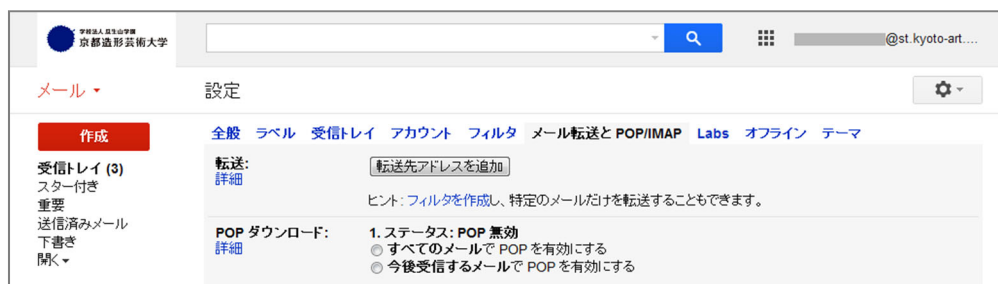 学校法人 瓜生山学園
京都造形芸術大学
@st.kyoto-art....
メール
設定
作成
全般 ラベル 受信トレイ アカウント フィルタ メール転送と POP/IMAP Labs オフライン テーマ
受信トレイ (3)
スター付き
重要
送信済みメール
下書き
開く
転送:
詳細
転送先アドレスを追加
ヒント: フィルタを作成し、特定のメールだけを転送することもできます。
POP ダウンロード:
詳細
1. ステータス: POP 無効
すべてのメールで POP を有効にする
今後受信するメールで POP を有効にする